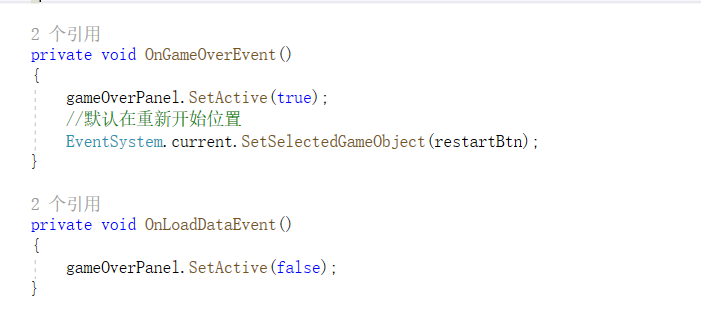 2 个引用
private void OnGameOverEvent()
{
gameOverPanel.SetActive(true);
//默认在重新开始位置
EventSystem.current.SetSelectedGameObject(restartBtn);
}
2 个引用
private void OnLoadDataEvent()
{
gameOverPanel.SetActive(false);
}